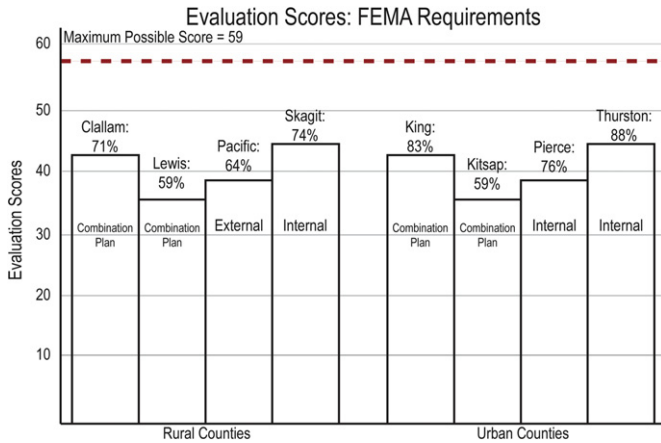 Evaluation Scores: FEMA Requirements
Maximum Possible Score = 59
60
50
40
30
20
10
Evaluation Scores
Clallam:
71%
Combination
Plan
Lewis:
59%
Combination
Plan
Pacific:
64%
External
Skagit:
74%
Internal
King:
83%
Combination
Plan
Kitsap:
59%
Combination
Plan
Pierce:
76%
Internal
Thurston:
88%
Internal
Rural Counties
Urban Counties